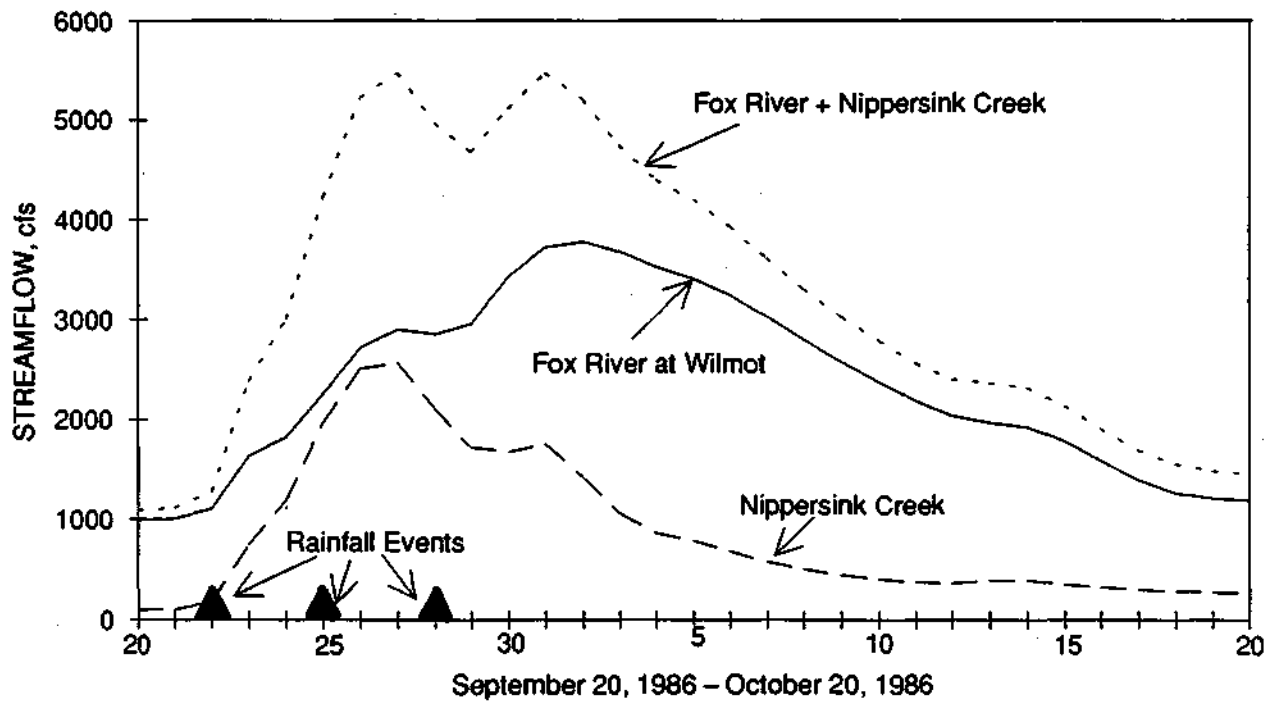 6000
5000
4000
3000
2000
1000
0
STREAMFLOW, cfs
Fox River + Nippersink Creek
Fox River at Wilmot
Nippersink Creek
Rainfall Events
20 25 30 5 10 15 20
September 20, 1986 – October 20, 1986